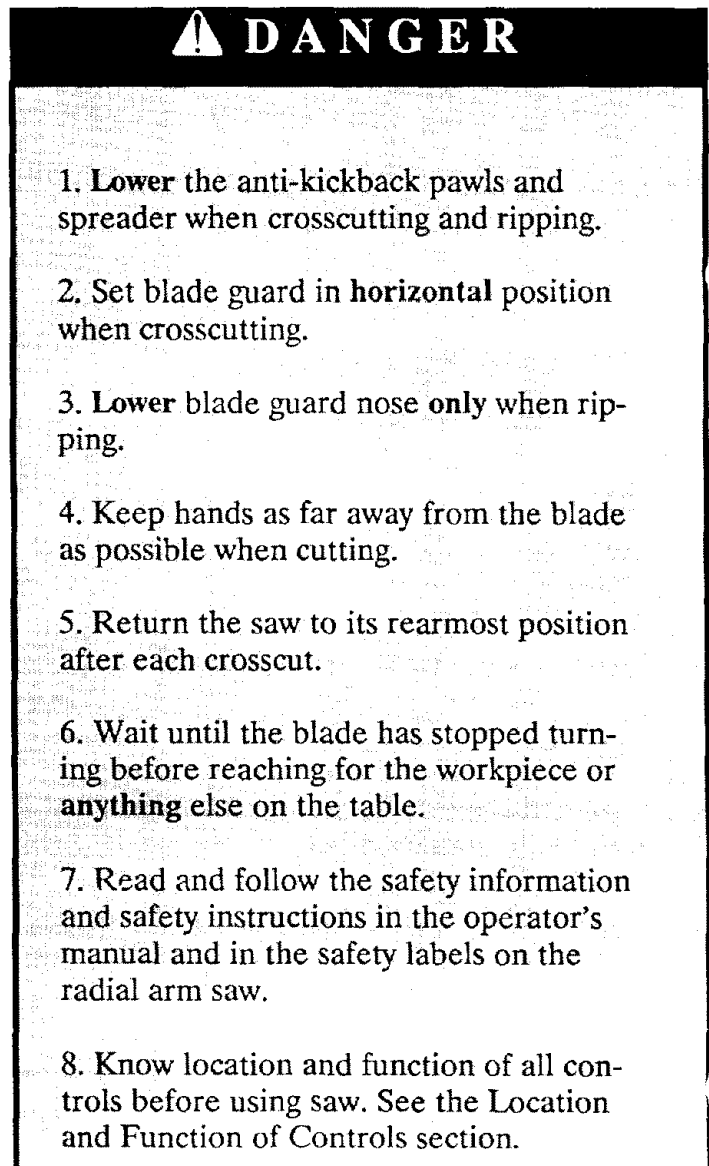 DANGER
1. Lower the anti-kickback pawls and
spreader when crosscutting and ripping.
2. Set blade guard in horizontal position
when crosscutting.
3. Lower blade guard nose only when rip-
ping.
4. Keep hands as far away from the blade
as possible when cutting.
5. Return the saw to its rearmost position
after each crosscut.
6. Wait until the blade has stopped turn-
ing before reaching for the workpiece or
anything else on the table.
7. Read and follow the safety information
and safety instructions in the operator's
manual and in the safety labels on the
radial arm saw.
8. Know location and function of all con-
trols before using saw. See the Location
and Function of Controls section.